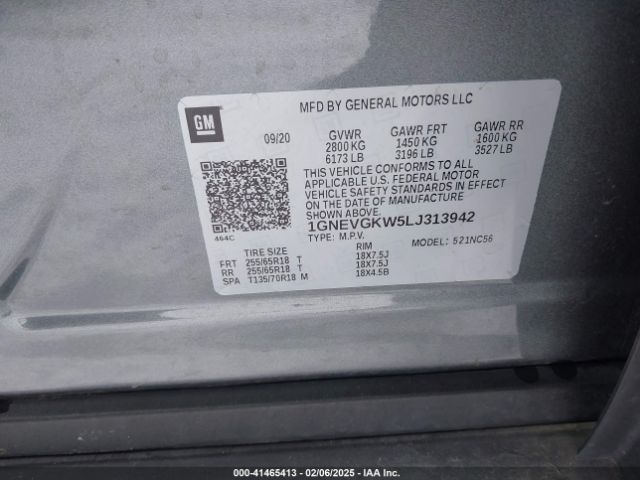 MFD BY GENERAL MOTORS LLC
GM
09/20
GVWR GAWR FRT GAWR RR
2800 KG 1450 KG 1600 KG
6173 LB 3196 LB 3527 LB
THIS VEHICLE CONFORMS TO ALL
APPLICABLE U.S. FEDERAL MOTOR
VEHICLE SAFETY STANDARDS IN EFFECT
ON THE DATE OF MANUFACTURE
SHOWN ABOVE.
1GNEVGKW5LJ313942
464C
TYPE: M.P.V. MODEL: 521NC56
TIRE SIZE RIM
FRT 255/65R18 T 18X7.5J
RR 255/65R18 T 18X7.5J
SPA T135/70R18 M 18X4.5B
000-41465413 - 02/06/2025 - IAA Inc.